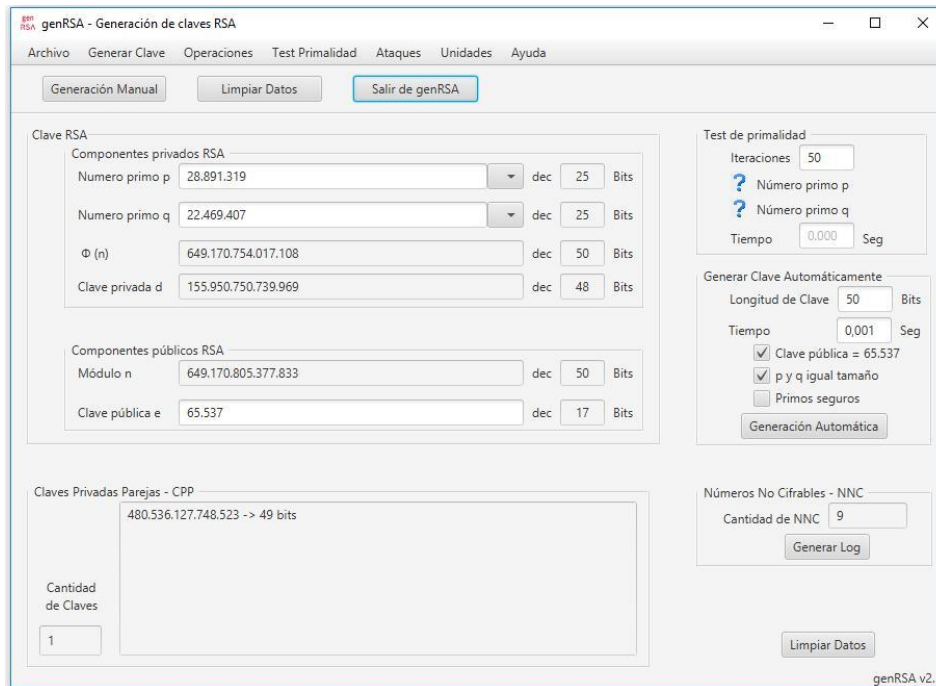 gen RSA genRSA - Generación de claves RSA
Archivo Generar Clave Operaciones Test Primalidad Ataques Unidades Ayuda
Generación Manual Limpiar Datos Salir de genRSA
Clave RSA
Componentes privados RSA
Numero primo p 28.891.319 dec 25 Bits
Numero primo q 22.469.407 dec 25 Bits
Φ (n) 649.170.754.017.108 dec 50 Bits
Clave privada d 155.950.750.739.969 dec 48 Bits
Componentes públicos RSA
Módulo n 649.170.805.377.833 dec 50 Bits
Clave pública e 65.537 dec 17 Bits
Test de primalidad
Iteraciones 50
? Número primo p
? Número primo q
Tiempo 0.000 Seg
Generar Clave Automáticamente
Longitud de Clave 50 Bits
Tiempo 0,001 Seg
Clave pública = 65.537
p y q igual tamaño
Primos seguros
Generación Automática
Claves Privadas Parejas - CPP
480.536.127.748.523 -> 49 bits
Cantidad
de Claves
1
Números No Cifrables - NNC
Cantidad de NNC 9
Generar Log
Limpiar Datos
genRSA v2.